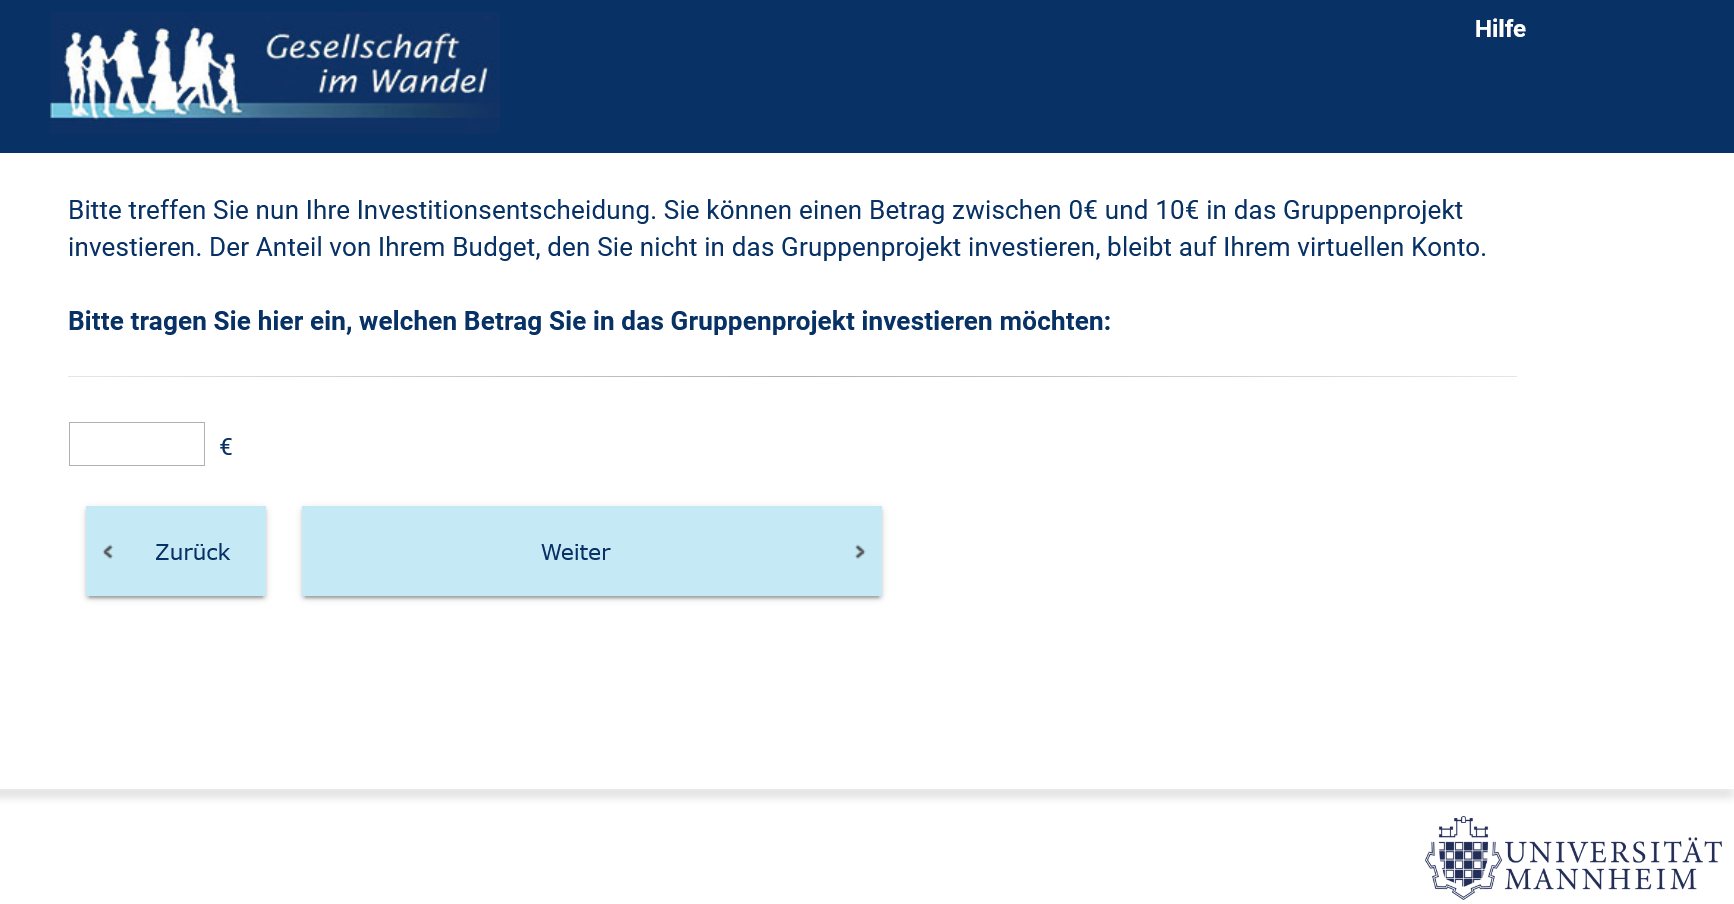 Gesellschaft
im Wandel
Hilfe
Bitte treffen Sie nun Ihre Investitionsentscheidung. Sie können einen Betrag zwischen 0€ und 10€ in das Gruppenprojekt
investieren. Der Anteil von Ihrem Budget, den Sie nicht in das Gruppenprojekt investieren, bleibt auf Ihrem virtuellen Konto.
Bitte tragen Sie hier ein, welchen Betrag Sie in das Gruppenprojekt investieren möchten:
€
Zurück
Weiter
UNIVERSITÄT
MANNHEIM